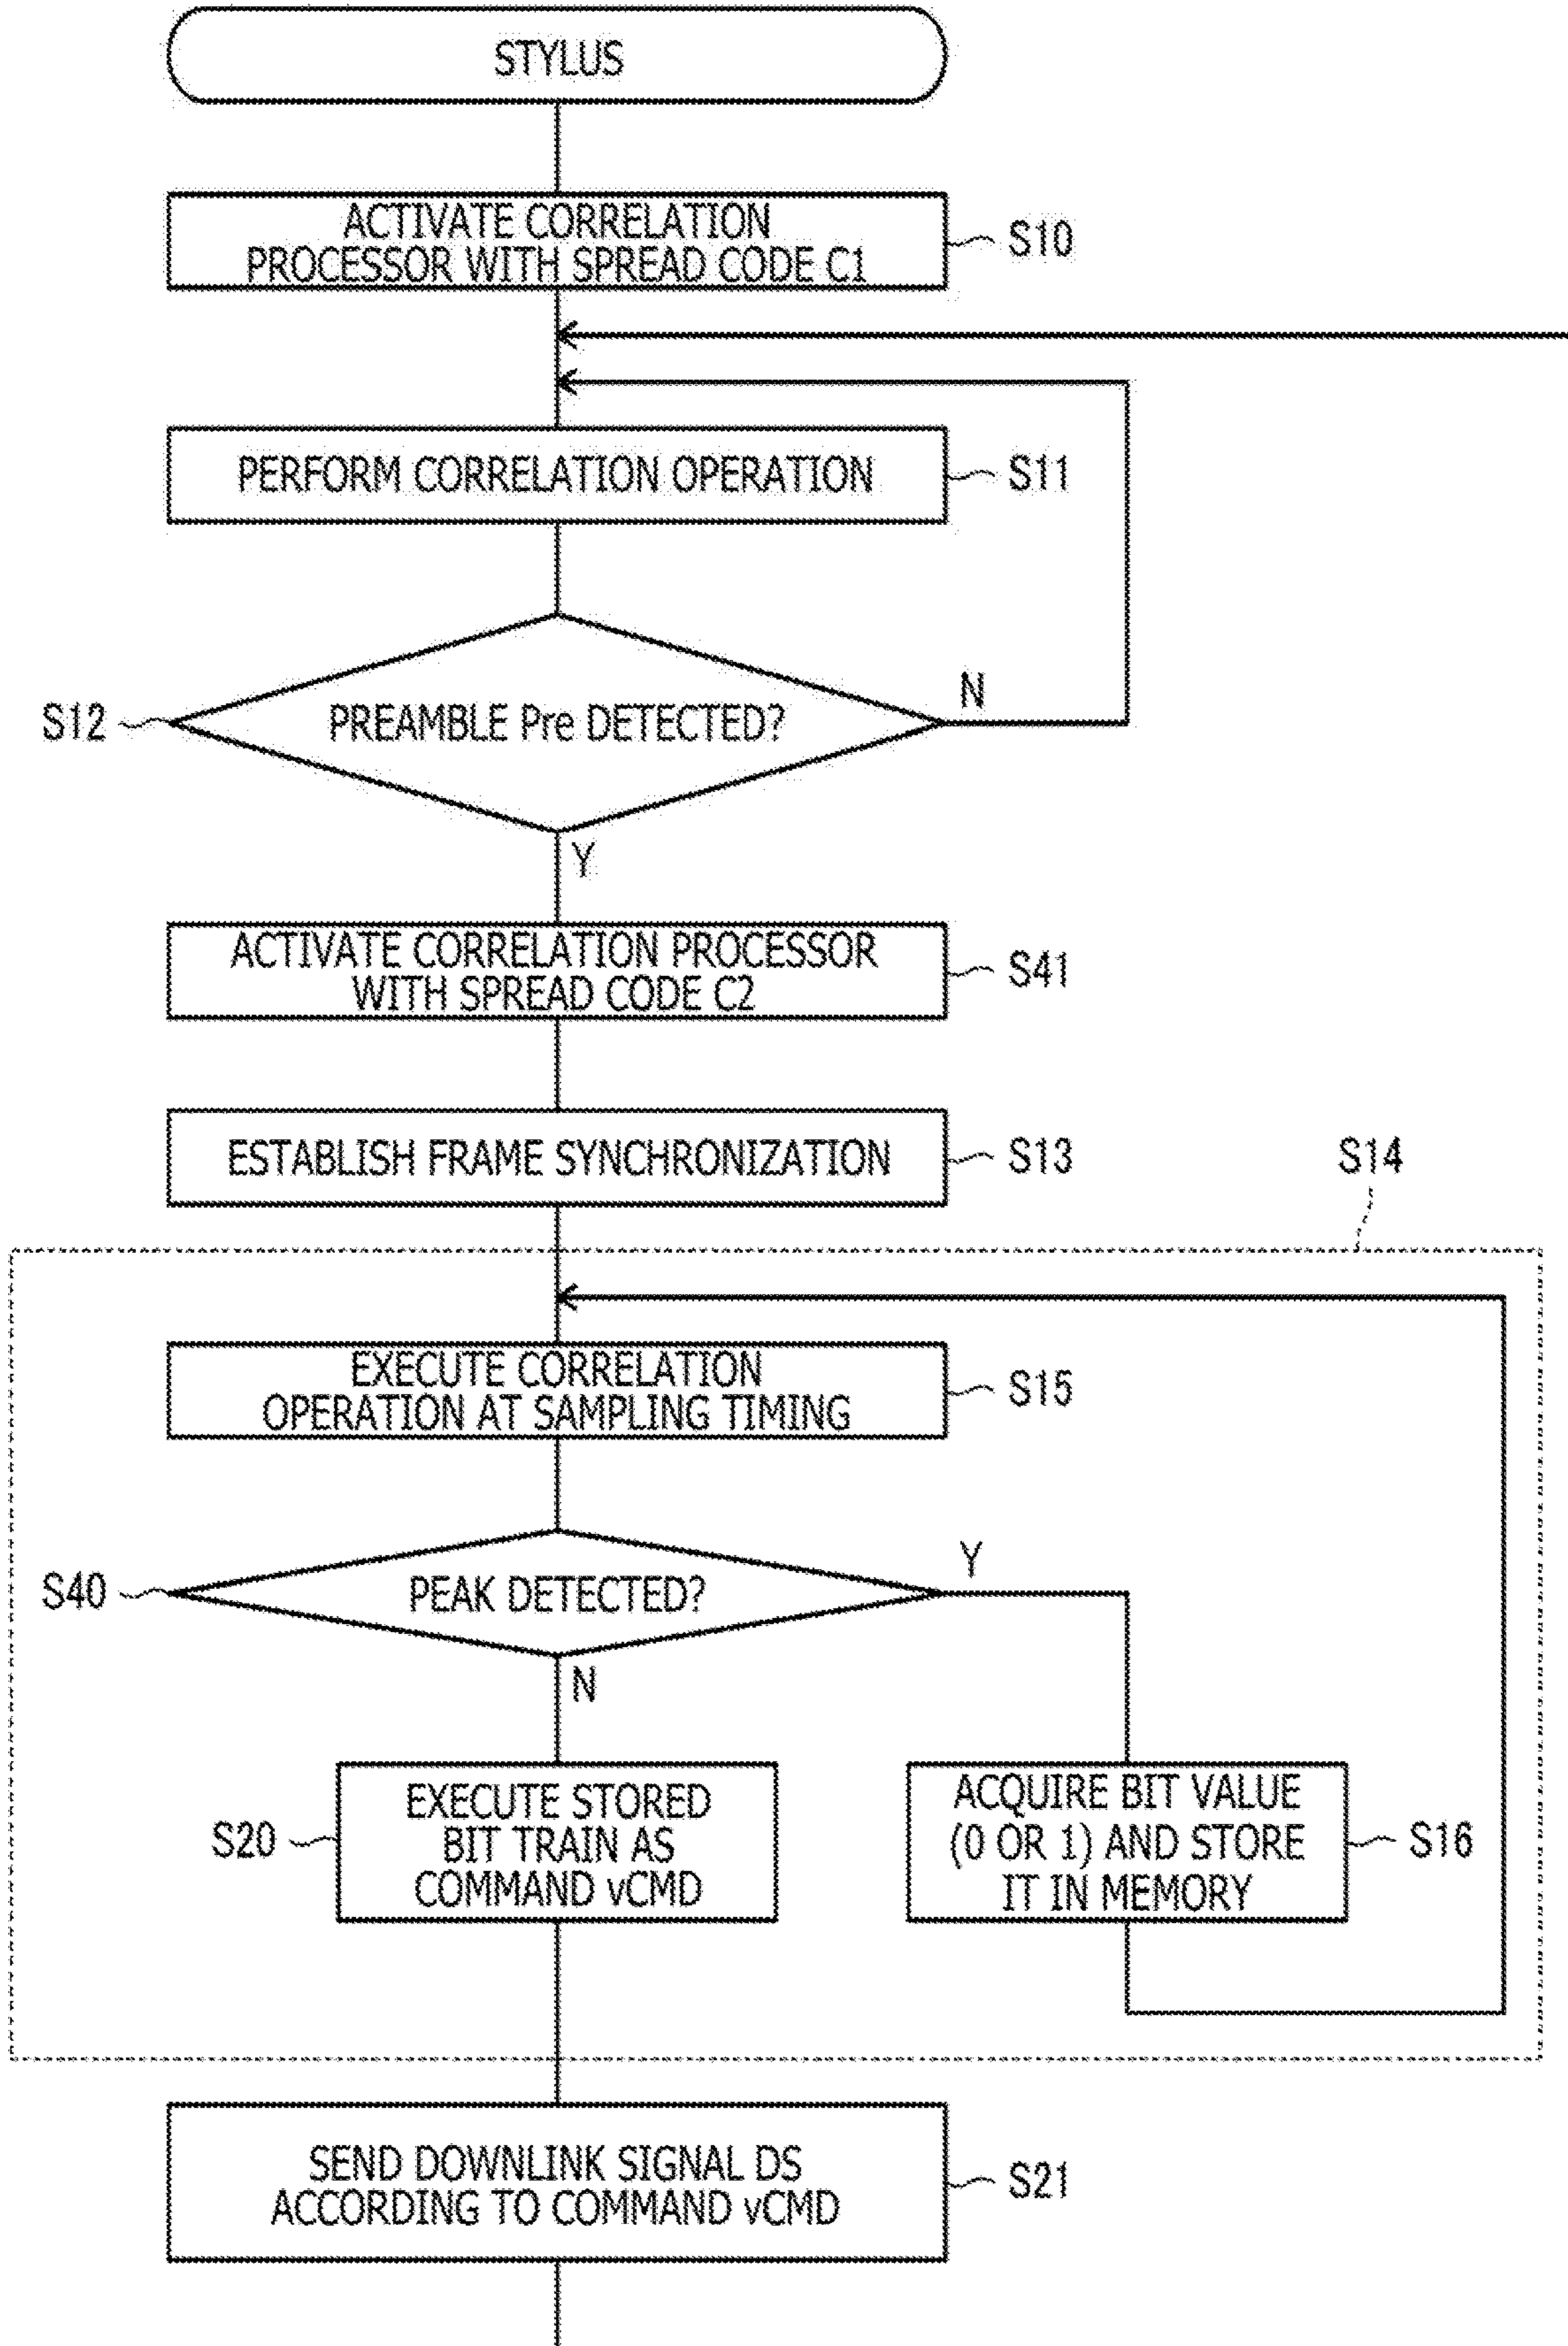 STYLUS
ACTIVATE CORRELATION
PROCESSOR WITH SPREAD CODE C1
S10
PERFORM CORRELATION OPERATION
S11
S12
PREAMBLE Pre DETECTED?
N
Y
ACTIVATE CORRELATION PROCESSOR
WITH SPREAD CODE C2
S41
ESTABLISH FRAME SYNCHRONIZATION
S13
S14
EXECUTE CORRELATION
OPERATION AT SAMPLING TIMING
S15
S40
PEAK DETECTED?
Y
N
S20
EXECUTE STORED
BIT TRAIN AS
COMMAND vCMD
ACQUIRE BIT VALUE
(0 OR 1) AND STORE
IT IN MEMORY
S16
SEND DOWNLINK SIGNAL DS
ACCORDING TO COMMAND vCMD
S21